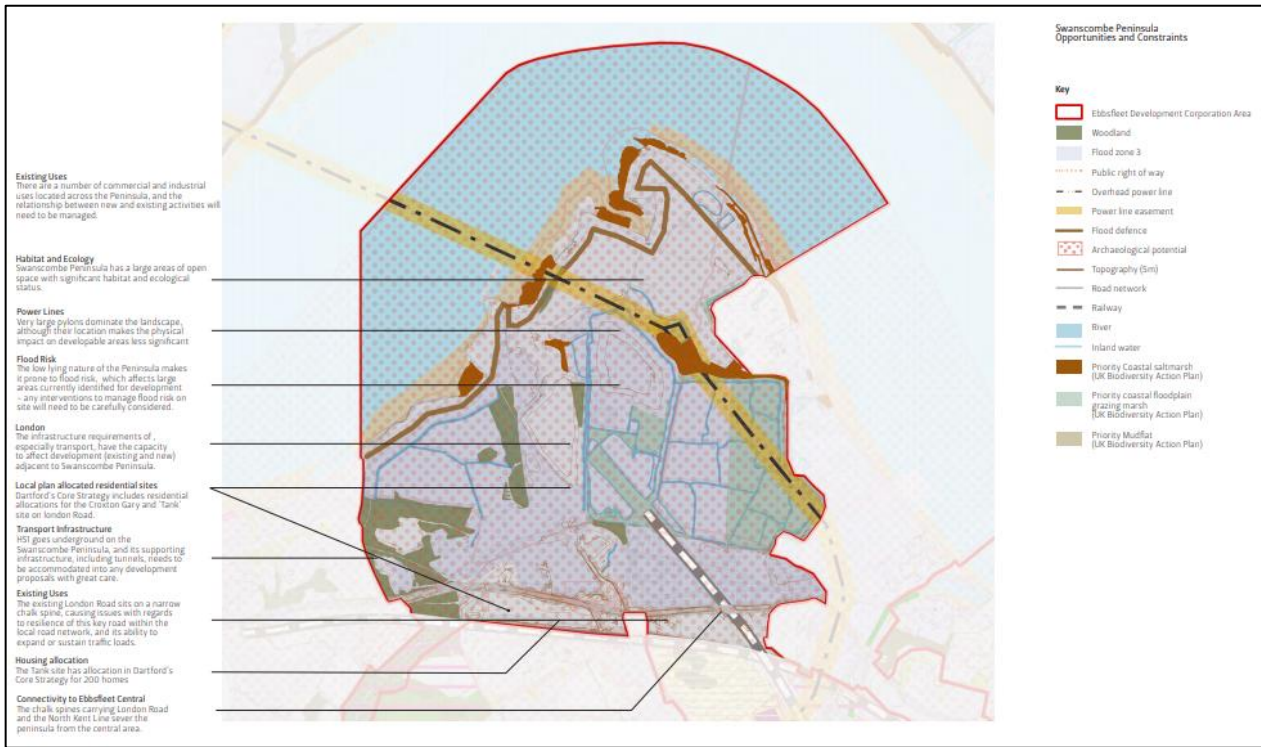 Existing Uses
There are a number of commercial and industrial
uses located across the Peninsula, and the
relationship between new and existing activities will
need to be managed.
Habitat and Ecology
Swanscombe Peninsula has a large areas of open
space with significant habitat and ecological
status.
Power Lines
Very large pylons dominate the landscape,
although their location makes the physical
impact on developable areas less significant
Flood Risk
The low lying nature of the Peninsula makes
it prone to flood risk, which affects large
areas currently identified for development
- any interventions to manage flood risk on
site will need to be carefully considered.
London
The infrastructure requirements of ,
especially transport, have the capacity
to affect development (existing and new)
adjacent to Swanscombe Peninsula.
Local plan allocated residential sites
Dartford's Core Strategy includes residential
allocations for the Croxton Gary and 'Tank'
site on london Road.
Transport Infrastructure
HS1 goes underground on the
Swanscombe Peninsula, and its supporting
infrastructure, including tunnels, needs to
be accommodated into any development
proposals with great care.
Existing Uses
The existing London Road sits on a narrow
chalk spine, causing issues with regards
to resilience of this key road within the
local road network, and its ability to
expand or sustain traffic loads.
Housing allocation
The Tank site has allocation in Dartford's
Core Strategy for 200 homes
Connectivity to Ebbsfleet Central
The chalk spines carrying London Road
and the North Kent Line sever the
peninsula from the central area.
Swanscombe Peninsula
Opportunities and Constraints
Key
Ebbsfleet Development Corporation Area
Woodland
Flood zone 3
Public right of way
Overhead power line
Power line easement
Flood defence
Archaeological potential
Topography (5m)
Road network
Railway
River
Inland water
Priority Coastal saltmarsh
(UK Biodiversity Action Plan)
Priority coastal floodplain
grazing marsh
(UK Biodiversity Action Plan)
Priority Mudflat
(UK Biodiversity Action Plan)